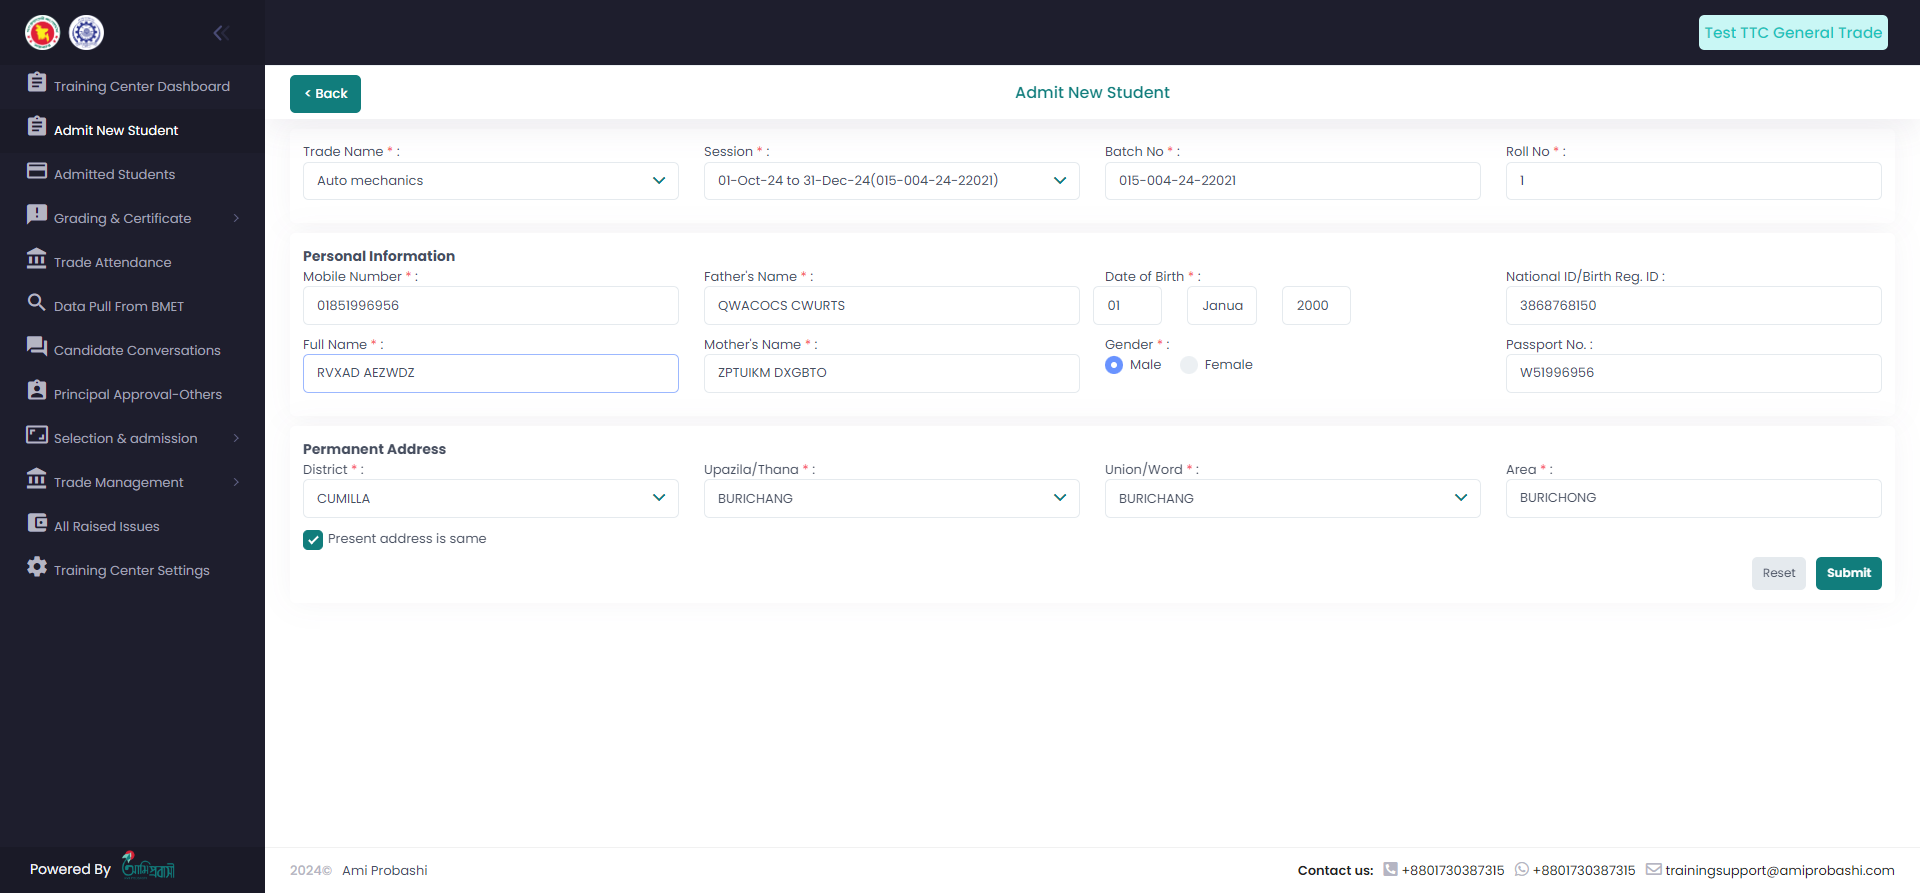 Test TTC General Trade
Training Center Dashboard
Admit New Student
Admitted Students
Grading & Certificate
Trade Attendance
Data Pull From BMET
Candidate Conversations
Principal Approval-Others
Selection & admission
Trade Management
All Raised Issues
Training Center Settings
Powered By আমি প্রবাসী
< Back
Admit New Student
Trade Name * : Session * : Batch No * : Roll No * :
Auto mechanics 01-Oct-24 to 31-Dec-24(015-004-24-22021) 015-004-24-22021 1
Personal Information
Mobile Number * : Father's Name * : Date of Birth * : National ID/Birth Reg. ID :
01851996956 QWACOCS CWURTS 01 Janua 2000 3868768150
Full Name * : Mother's Name * : Gender * : Passport No. :
RVXAD AEZWDZ ZPTUIKM DXGBTO Male Female W51996956
Permanent Address
District * : Upazila/Thana * : Union/Word * : Area * :
CUMILLA BURICHANG BURICHANG BURICHONG
Present address is same
Reset Submit
2024© Ami Probashi Contact us: +8801730387315 +8801730387315 trainingsupport@amiprobashi.com